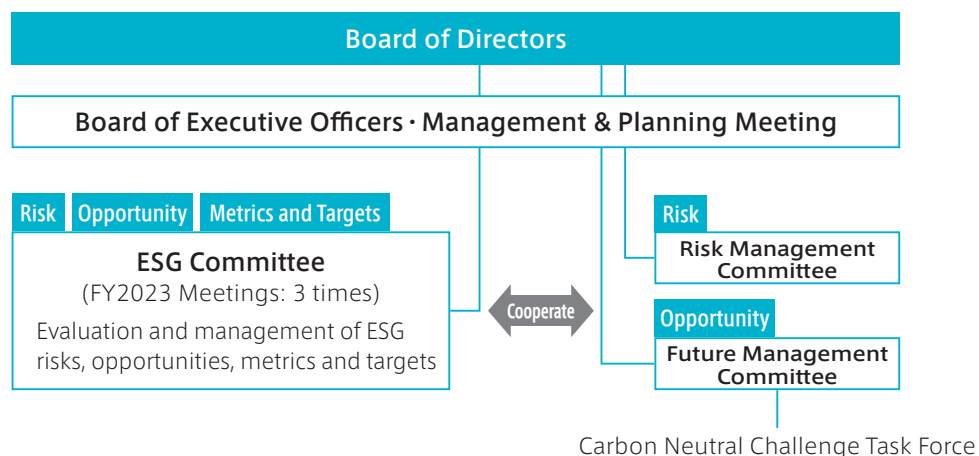 Board of Directors
Board of Executive Officers · Management & Planning Meeting
Risk
Opportunity
Metrics and Targets
ESG Committee
(FY2023 Meetings: 3 times)
Evaluation and management of ESG
risks, opportunities, metrics and targets
Cooperate
Risk
Risk Management
Committee
Opportunity
Future Management
Committee
Carbon Neutral Challenge Task Force